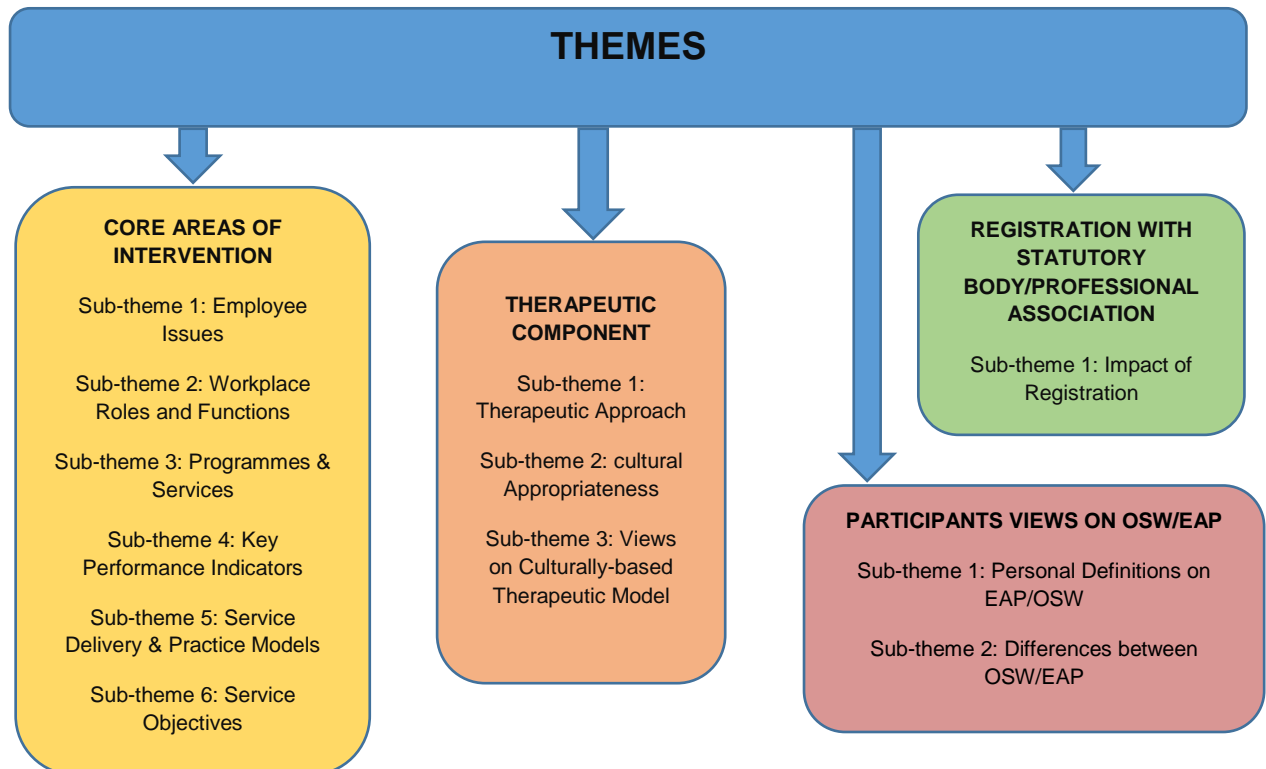 THEMES
CORE AREAS OF
INTERVENTION
Sub-theme 1: Employee
Issues
Sub-theme 2: Workplace
Roles and Functions
Sub-theme 3: Programmes &
Services
Sub-theme 4: Key
Performance Indicators
Sub-theme 5: Service
Delivery & Practice Models
Sub-theme 6: Service
Objectives
THERAPEUTIC
COMPONENT
Sub-theme 1:
Therapeutic Approach
Sub-theme 2: cultural
Appropriateness
Sub-theme 3: Views
on Culturally-based
Therapeutic Model
REGISTRATION WITH
STATUTORY
BODY/PROFESSIONAL
ASSOCIATION
Sub-theme 1: Impact of
Registration
PARTICIPANTS VIEWS ON OSW/EAP
Sub-theme 1: Personal Definitions on
EAP/OSW
Sub-theme 2: Differences between
OSW/EAP